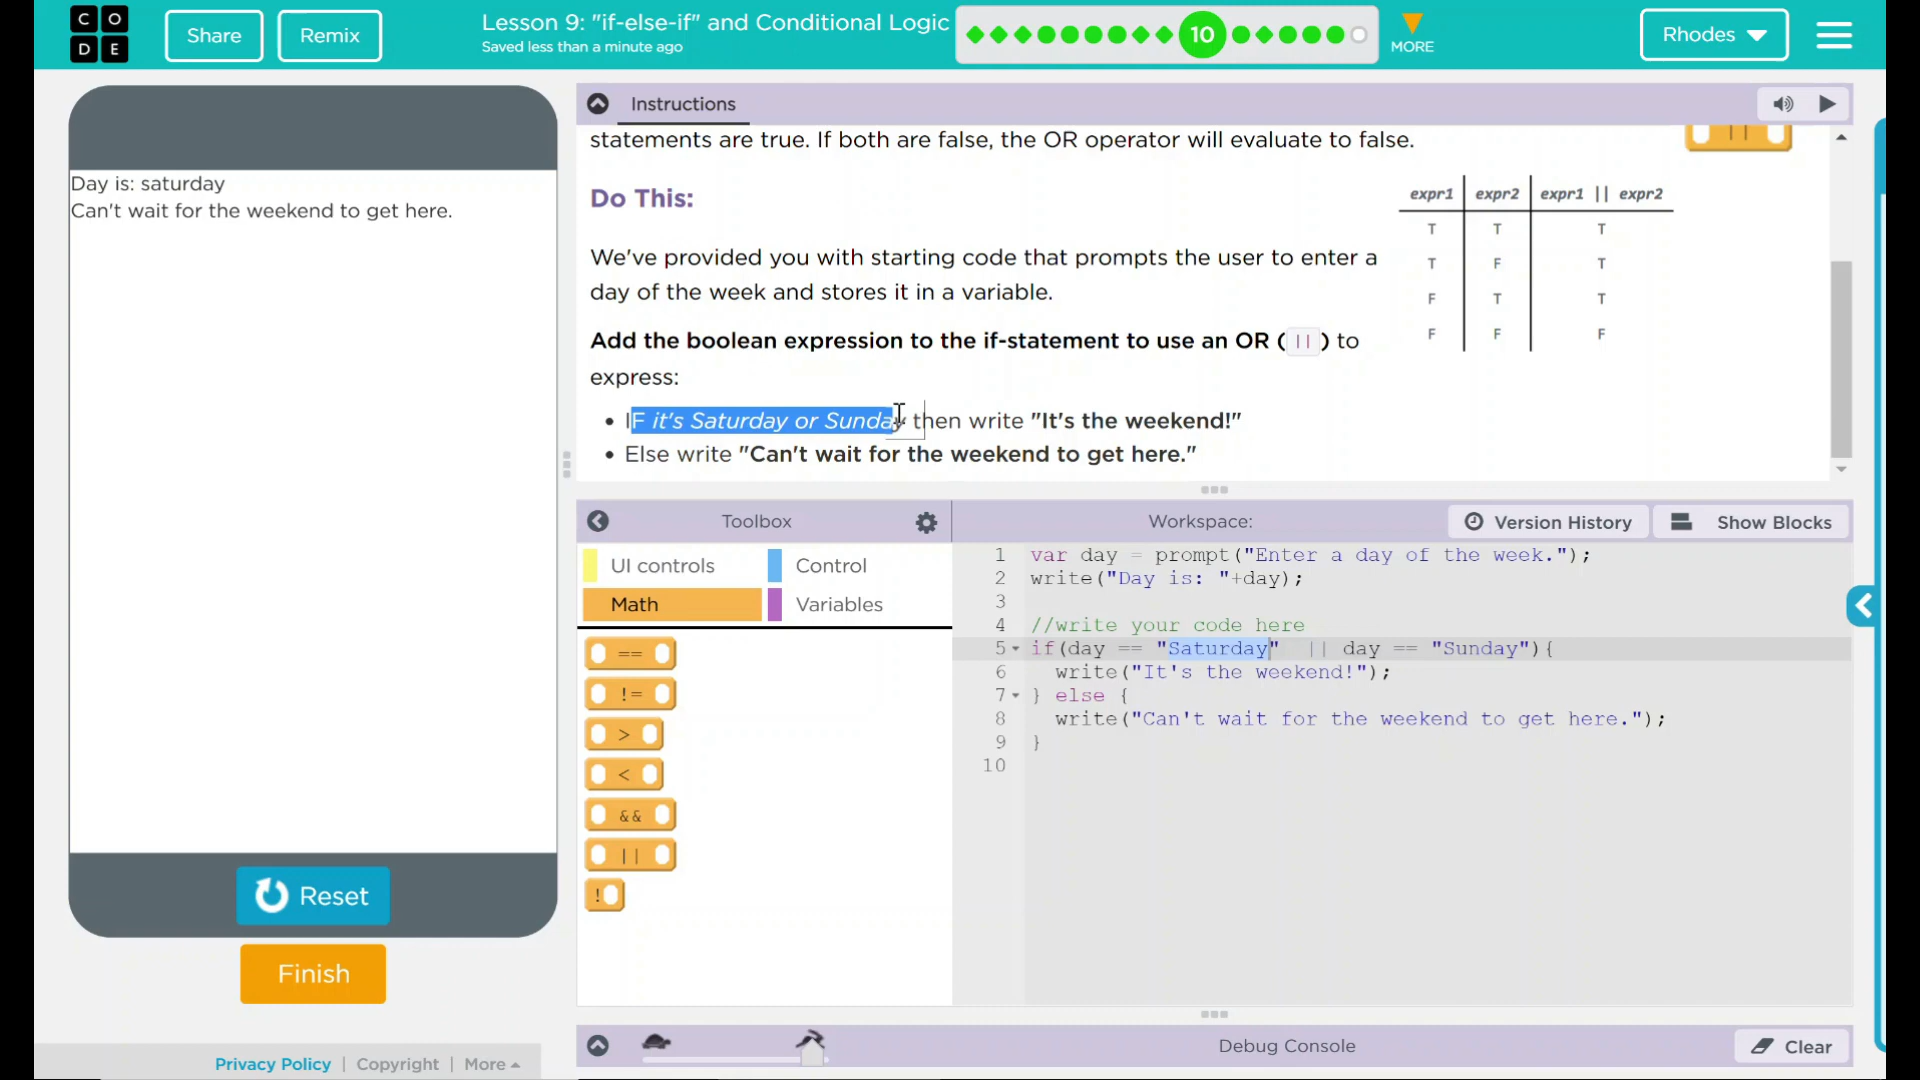 CODE
Share
Remix
Lesson 9: "if-else-if" and Conditional Logic
Saved less than a minute ago
10
MORE
Rhodes
Day is: saturday
Can't wait for the weekend to get here.
Reset
Finish
Privacy Policy | Copyright | More
Instructions
statements are true. If both are false, the OR operator will evaluate to false.
||
Do This:
We've provided you with starting code that prompts the user to enter a
day of the week and stores it in a variable.
Add the boolean expression to the if-statement to use an OR ( || ) to
express:
• IF it's Saturday or Sunday then write "It's the weekend!"
• Else write "Can't wait for the weekend to get here."
expr1 expr2 expr1 || expr2
T T T
T F T
F T T
F F F
Toolbox
UI controls
Control
Math
Variables
==
!=
>
<
&&
||
!
Workspace:
Version History
Show Blocks
1 var day = prompt("Enter a day of the week.");
2 write("Day is: "+day);
3
4 //write your code here
5 if(day == "Saturday"  || day == "Sunday"){
6   write("It's the weekend!");
7 } else {
8   write("Can't wait for the weekend to get here.");
9 }
10
Debug Console
Clear